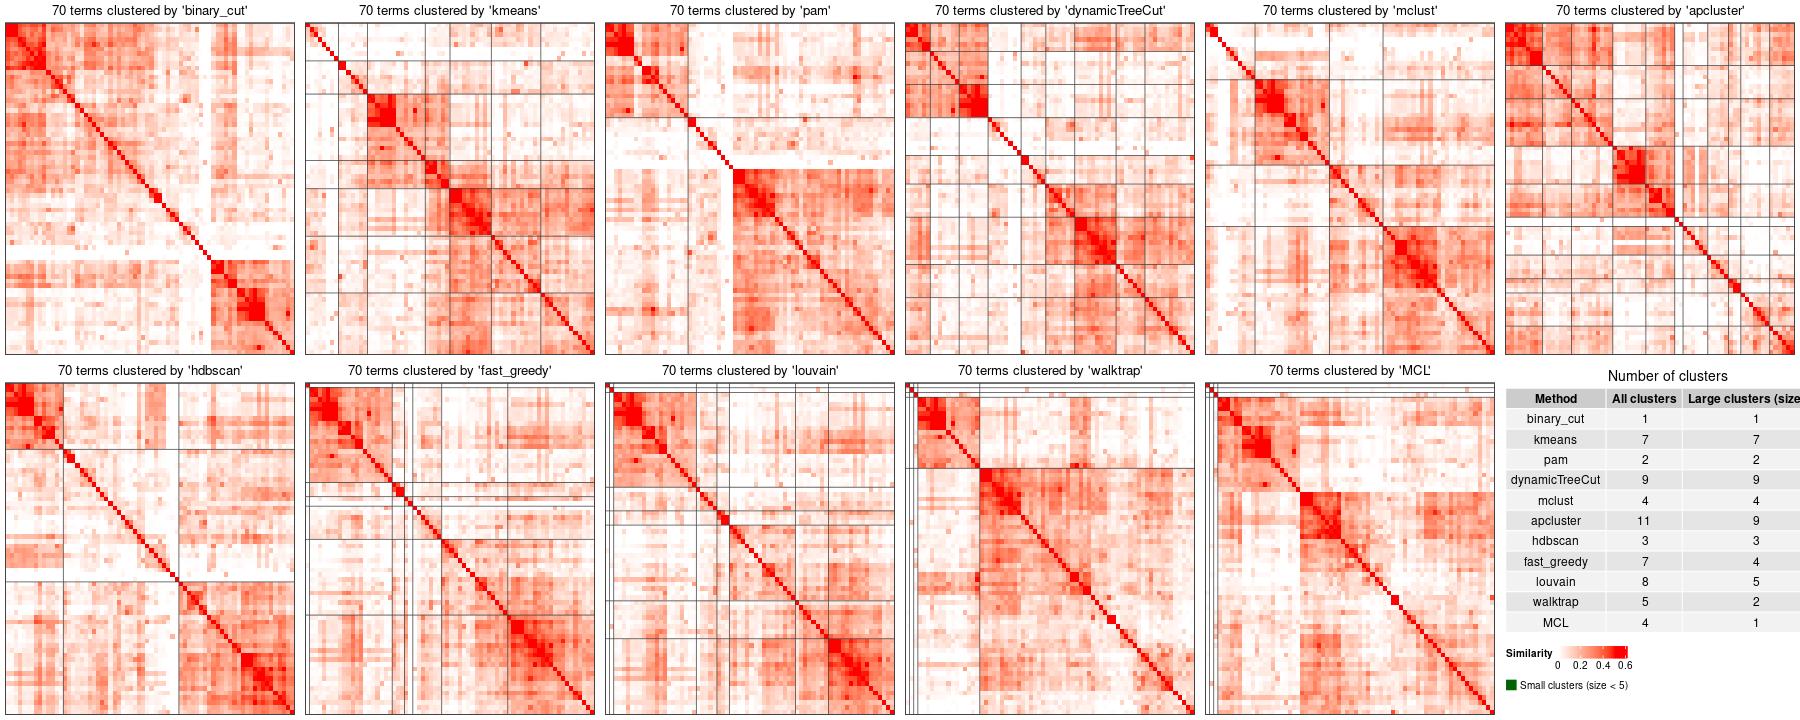 70 terms clustered by 'binary_cut'
70 terms clustered by 'kmeans'
70 terms clustered by 'pam'
70 terms clustered by 'dynamicTreeCut'
70 terms clustered by 'mclust'
70 terms clustered by 'apcluster'
70 terms clustered by 'hdbscan'
70 terms clustered by 'fast_greedy'
70 terms clustered by 'louvain'
70 terms clustered by 'walktrap'
70 terms clustered by 'MCL'
Number of clusters
Method All clusters Large clusters (size
binary_cut 1 1
kmeans 7 7
pam 2 2
dynamicTreeCut 9 9
mclust 4 4
apcluster 11 9
hdbscan 3 3
fast_greedy 7 4
louvain 8 5
walktrap 5 2
MCL 4 1
Similarity
0 0.2 0.4 0.6
Small clusters (size < 5)